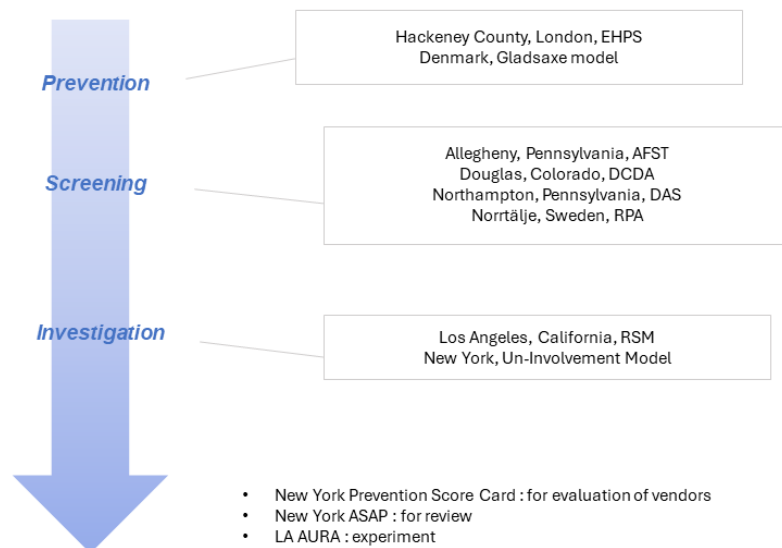 Hackeney County, London, EHPS
Denmark, Gladsaxe model
Prevention
Allegheny, Pennsylvania, AFST
Douglas, Colorado, DCDA
Northampton, Pennsylvania, DAS
Norrtälje, Sweden, RPA
Screening
Los Angeles, California, RSM
New York, Un-Involvement Model
Investigation
• New York Prevention Score Card : for evaluation of vendors
• New York ASAP : for review
• LA AURA : experiment